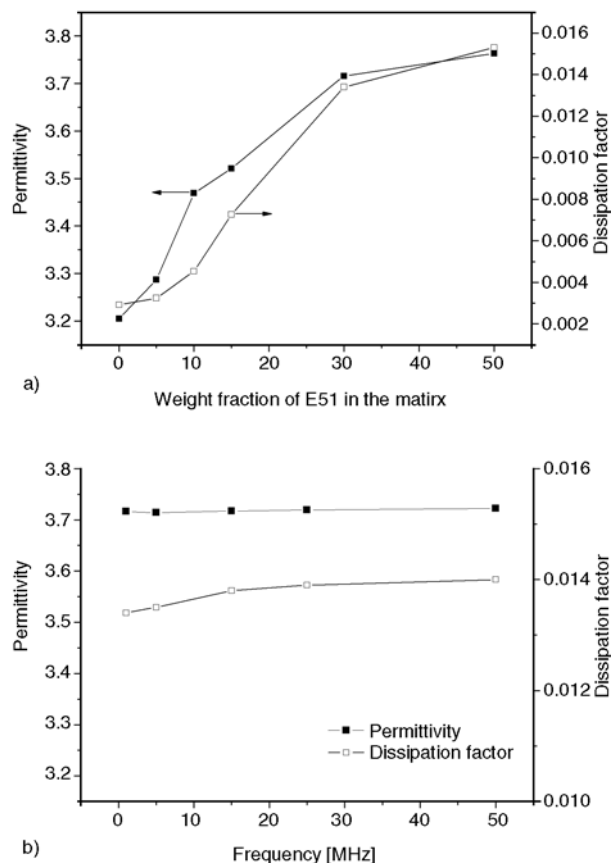 3.8
3.7
3.6
3.5
3.4
3.3
3.2
Permittivity
0.016
0.014
0.012
0.010
0.008
0.006
0.004
0.002
Dissipation factor
0 10 20 30 40 50
a)
Weight fraction of E51 in the matirx
3.8
3.7
3.6
3.5
3.4
3.3
3.2
Permittivity
0.016
0.014
0.012
0.010
Dissipation factor
Permittivity
Dissipation factor
0 10 20 30 40 50
b)
Frequency [MHz]